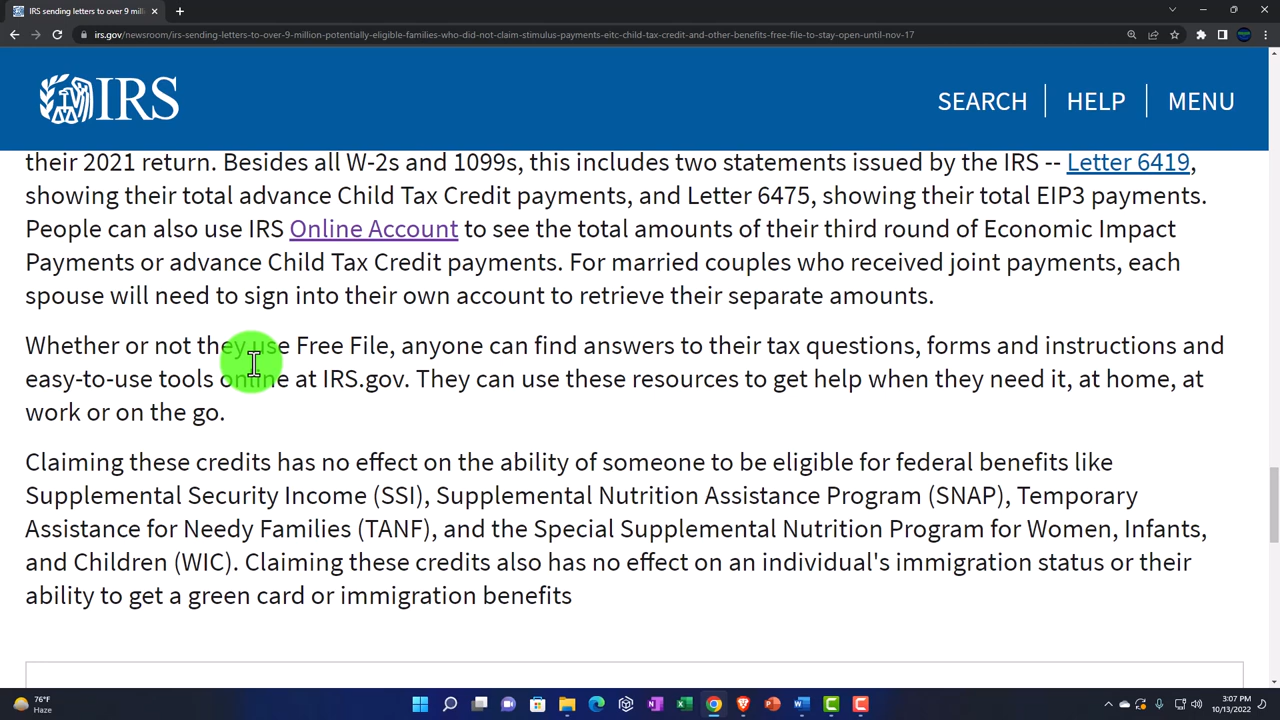 IRS sending letters to over 9 mill
irs.gov/newsroom/irs-sending-letters-to-over-9-million-potentially-eligible-families-who-did-not-claim-stimulus-payments-eitc-child-tax-credit-and-other-benefits-free-file-to-stay-open-until-nov-17
IRS
SEARCH
HELP
MENU
their 2021 return. Besides all W-2s and 1099s, this includes two statements issued by the IRS -- Letter 6419,
showing their total advance Child Tax Credit payments, and Letter 6475, showing their total EIP3 payments.
People can also use IRS Online Account to see the total amounts of their third round of Economic Impact
Payments or advance Child Tax Credit payments. For married couples who received joint payments, each
spouse will need to sign into their own account to retrieve their separate amounts.
Whether or not they use Free File, anyone can find answers to their tax questions, forms and instructions and
easy-to-use tools online at IRS.gov. They can use these resources to get help when they need it, at home, at
work or on the go.
Claiming these credits has no effect on the ability of someone to be eligible for federal benefits like
Supplemental Security Income (SSI), Supplemental Nutrition Assistance Program (SNAP), Temporary
Assistance for Needy Families (TANF), and the Special Supplemental Nutrition Program for Women, Infants,
and Children (WIC). Claiming these credits also has no effect on an individual's immigration status or their
ability to get a green card or immigration benefits
76°F
Haze
3:07 PM
10/13/2022